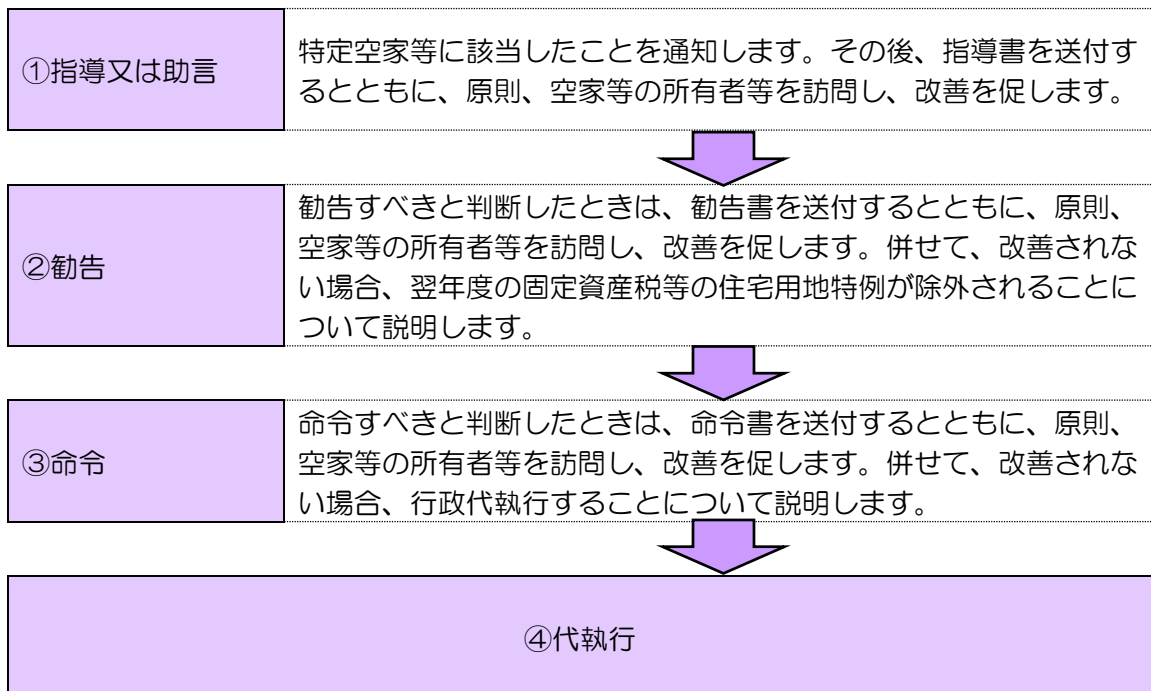 ①指導又は助言
特定空家等に該当したことを通知します。その後、指導書を送付す
るとともに、原則、空家等の所有者等を訪問し、改善を促します。
②勧告
勧告すべきと判断したときは、勧告書を送付するとともに、原則、
空家等の所有者等を訪問し、改善を促します。併せて、改善されな
い場合、翌年度の固定資産税等の住宅用地特例が除外されることに
ついて説明します。
③命令
命令すべきと判断したときは、命令書を送付するとともに、原則、
空家等の所有者等を訪問し、改善を促します。併せて、改善されな
い場合、行政代執行することについて説明します。
④代執行